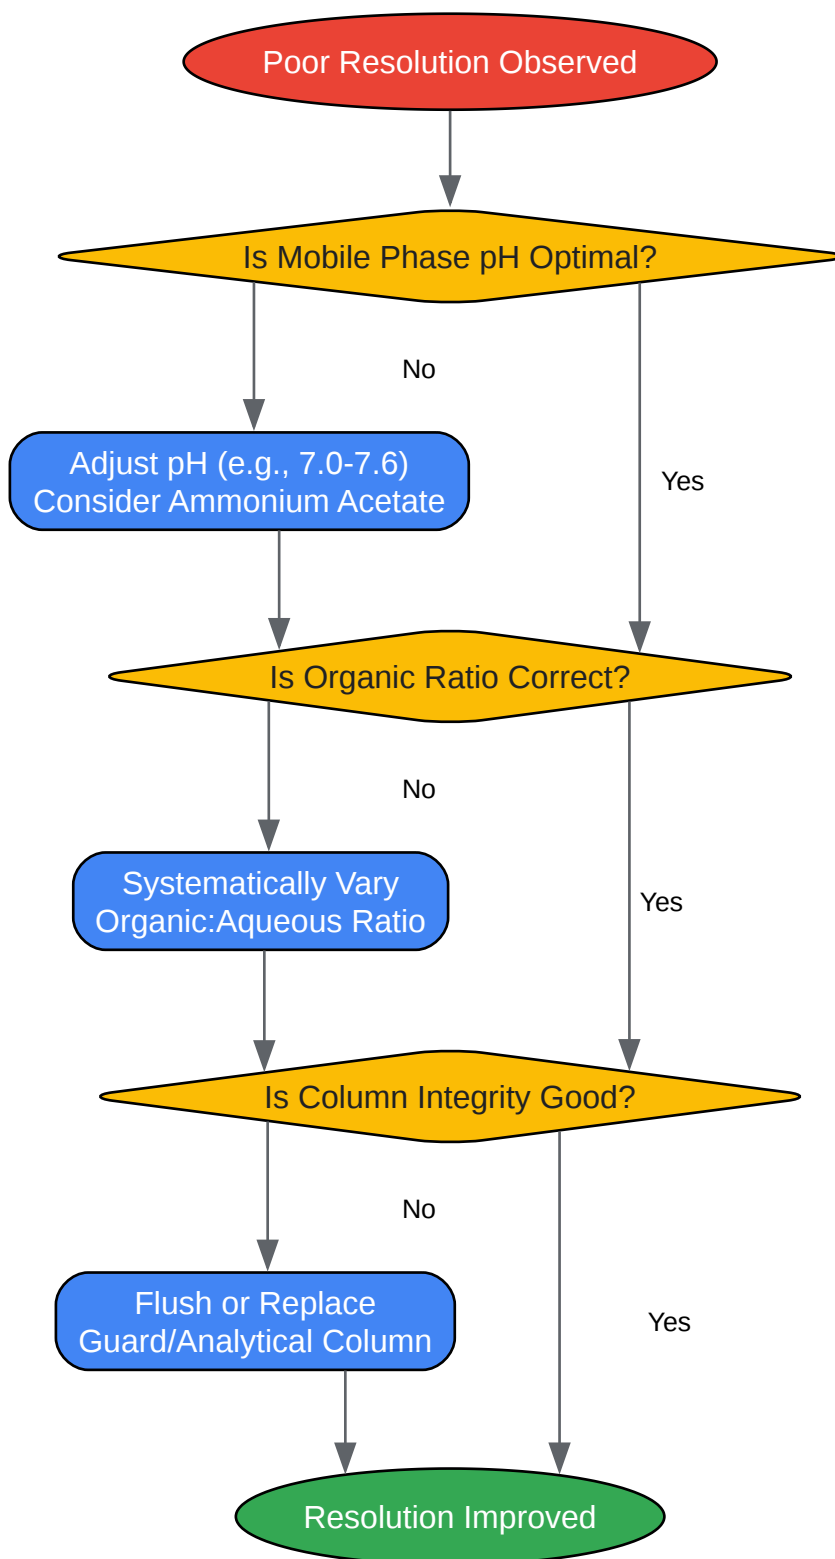 Poor Resolution Observed
Is Mobile Phase pH Optimal?
No
Adjust pH (e.g., 7.0-7.6)
Consider Ammonium Acetate
Yes
Is Organic Ratio Correct?
No
Systematically Vary
Organic:Aqueous Ratio
Yes
Is Column Integrity Good?
No
Flush or Replace
Guard/Analytical Column
Yes
Resolution Improved